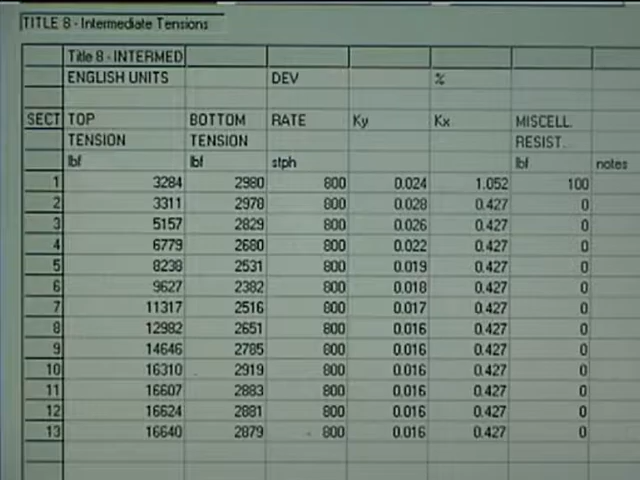 TITLE 8 - Intermediate Tensions
Title 8 - INTERMED
ENGLISH UNITS DEV %
SECT TOP BOTTOM RATE Ky Kx MISCELL.
TENSION TENSION RESIST.
lbf lbf stph lbf notes
1 3284 2980 800 0.024 1.052 100
2 3311 2978 800 0.028 0.427 0
3 5157 2829 800 0.026 0.427 0
4 6779 2680 800 0.022 0.427 0
5 8238 2531 800 0.019 0.427 0
6 9627 2382 800 0.018 0.427 0
7 11317 2516 800 0.017 0.427 0
8 12982 2651 800 0.016 0.427 0
9 14646 2785 800 0.016 0.427 0
10 16310 2919 800 0.016 0.427 0
11 16607 2883 800 0.016 0.427 0
12 16624 2881 800 0.016 0.427 0
13 16640 2879 800 0.016 0.427 0